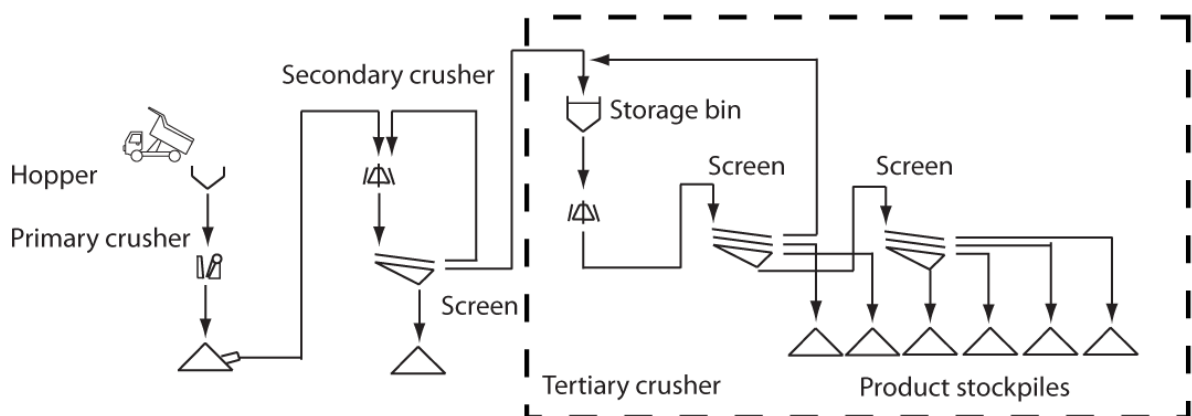 Secondary crusher
Storage bin
Hopper
Screen
Screen
Primary crusher
Screen
Tertiary crusher
Product stockpiles